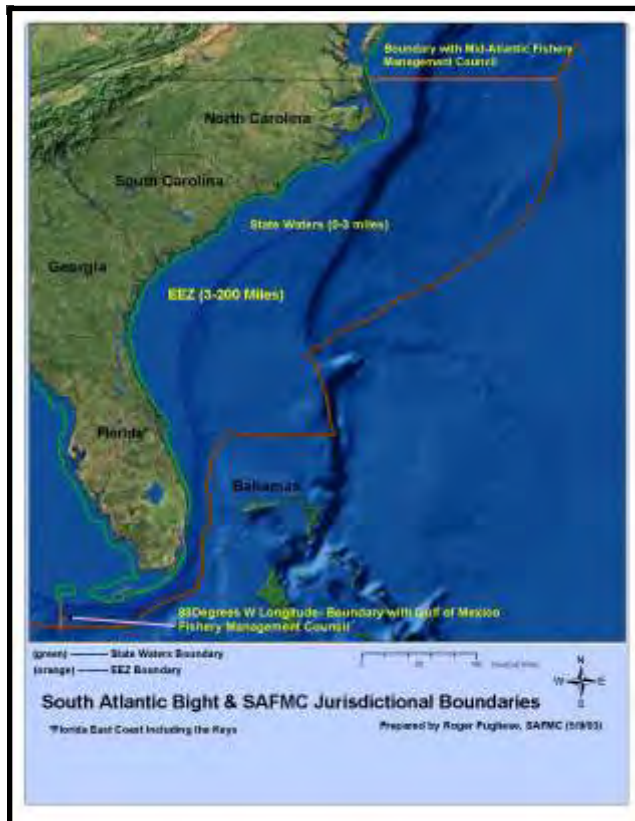 Boundary with Mid-Atlantic Fishery
Management Council
North Carolina
South Carolina
State Waters (0-3 miles)
Georgia
EEZ (3-200 Miles)
Florida*
Bahamas
Degrees W Longitude- Boundary with Gulf of Mexico
Fishery Management Council
(green) State Waters Boundary
(orange) EEZ Boundary
N
W E
S
South Atlantic Bight & SAFMC Jurisdictional Boundaries
*Florida East Coast Including the Keys
Prepared by Roger Pugliese, SAFMC